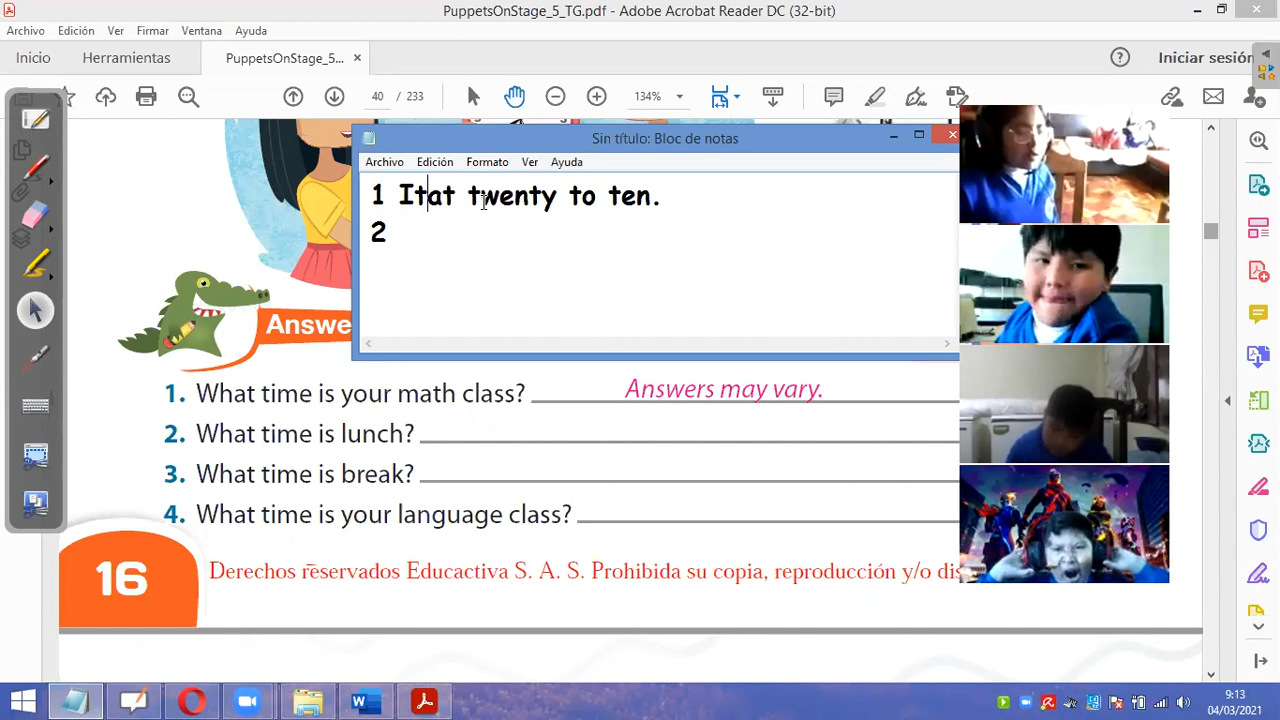 PuppetsOnStage_5_TG.pdf - Adobe Acrobat Reader DC (32-bit)
Archivo Edición Ver Firmar Ventana Ayuda
Inicio Herramientas PuppetsOnStage_5_T... × Iniciar sesión
40 / 233 134%
Sin título: Bloc de notas
Archivo Edición Formato Ver Ayuda
1 Itat twenty to ten.
2
Answe
1. What time is your math class? Answers may vary.
2. What time is lunch?
3. What time is break?
4. What time is your language class?
16 Derechos reservados Educactiva S. A. S. Prohibida su copia, reproducción y/o dis
9:13
04/03/2021